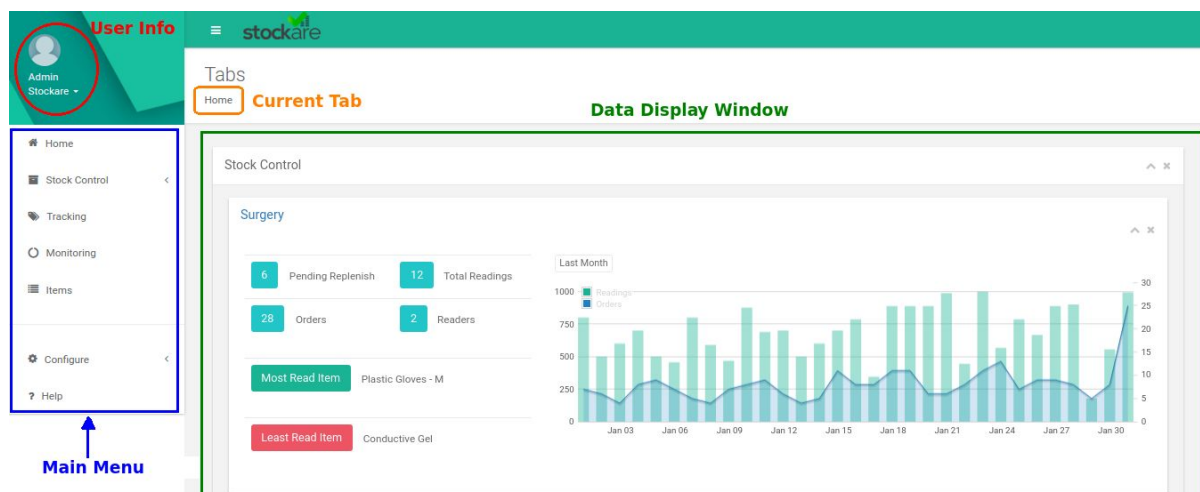 User Info
stockare
Admin
Stockare
Tabs
Home
Current Tab
Data Display Window
Home
Stock Control
Tracking
Monitoring
Items
Configure
? Help
Main Menu
Stock Control
Surgery
6 Pending Replenish 12 Total Readings
28 Orders 2 Readers
Most Read Item Plastic Gloves - M
Least Read Item Conductive Gel
Last Month
Readings
Orders
1000
750
500
250
0
30
25
20
15
10
5
0
Jan 03 Jan 06 Jan 09 Jan 12 Jan 15 Jan 18 Jan 21 Jan 24 Jan 27 Jan 30